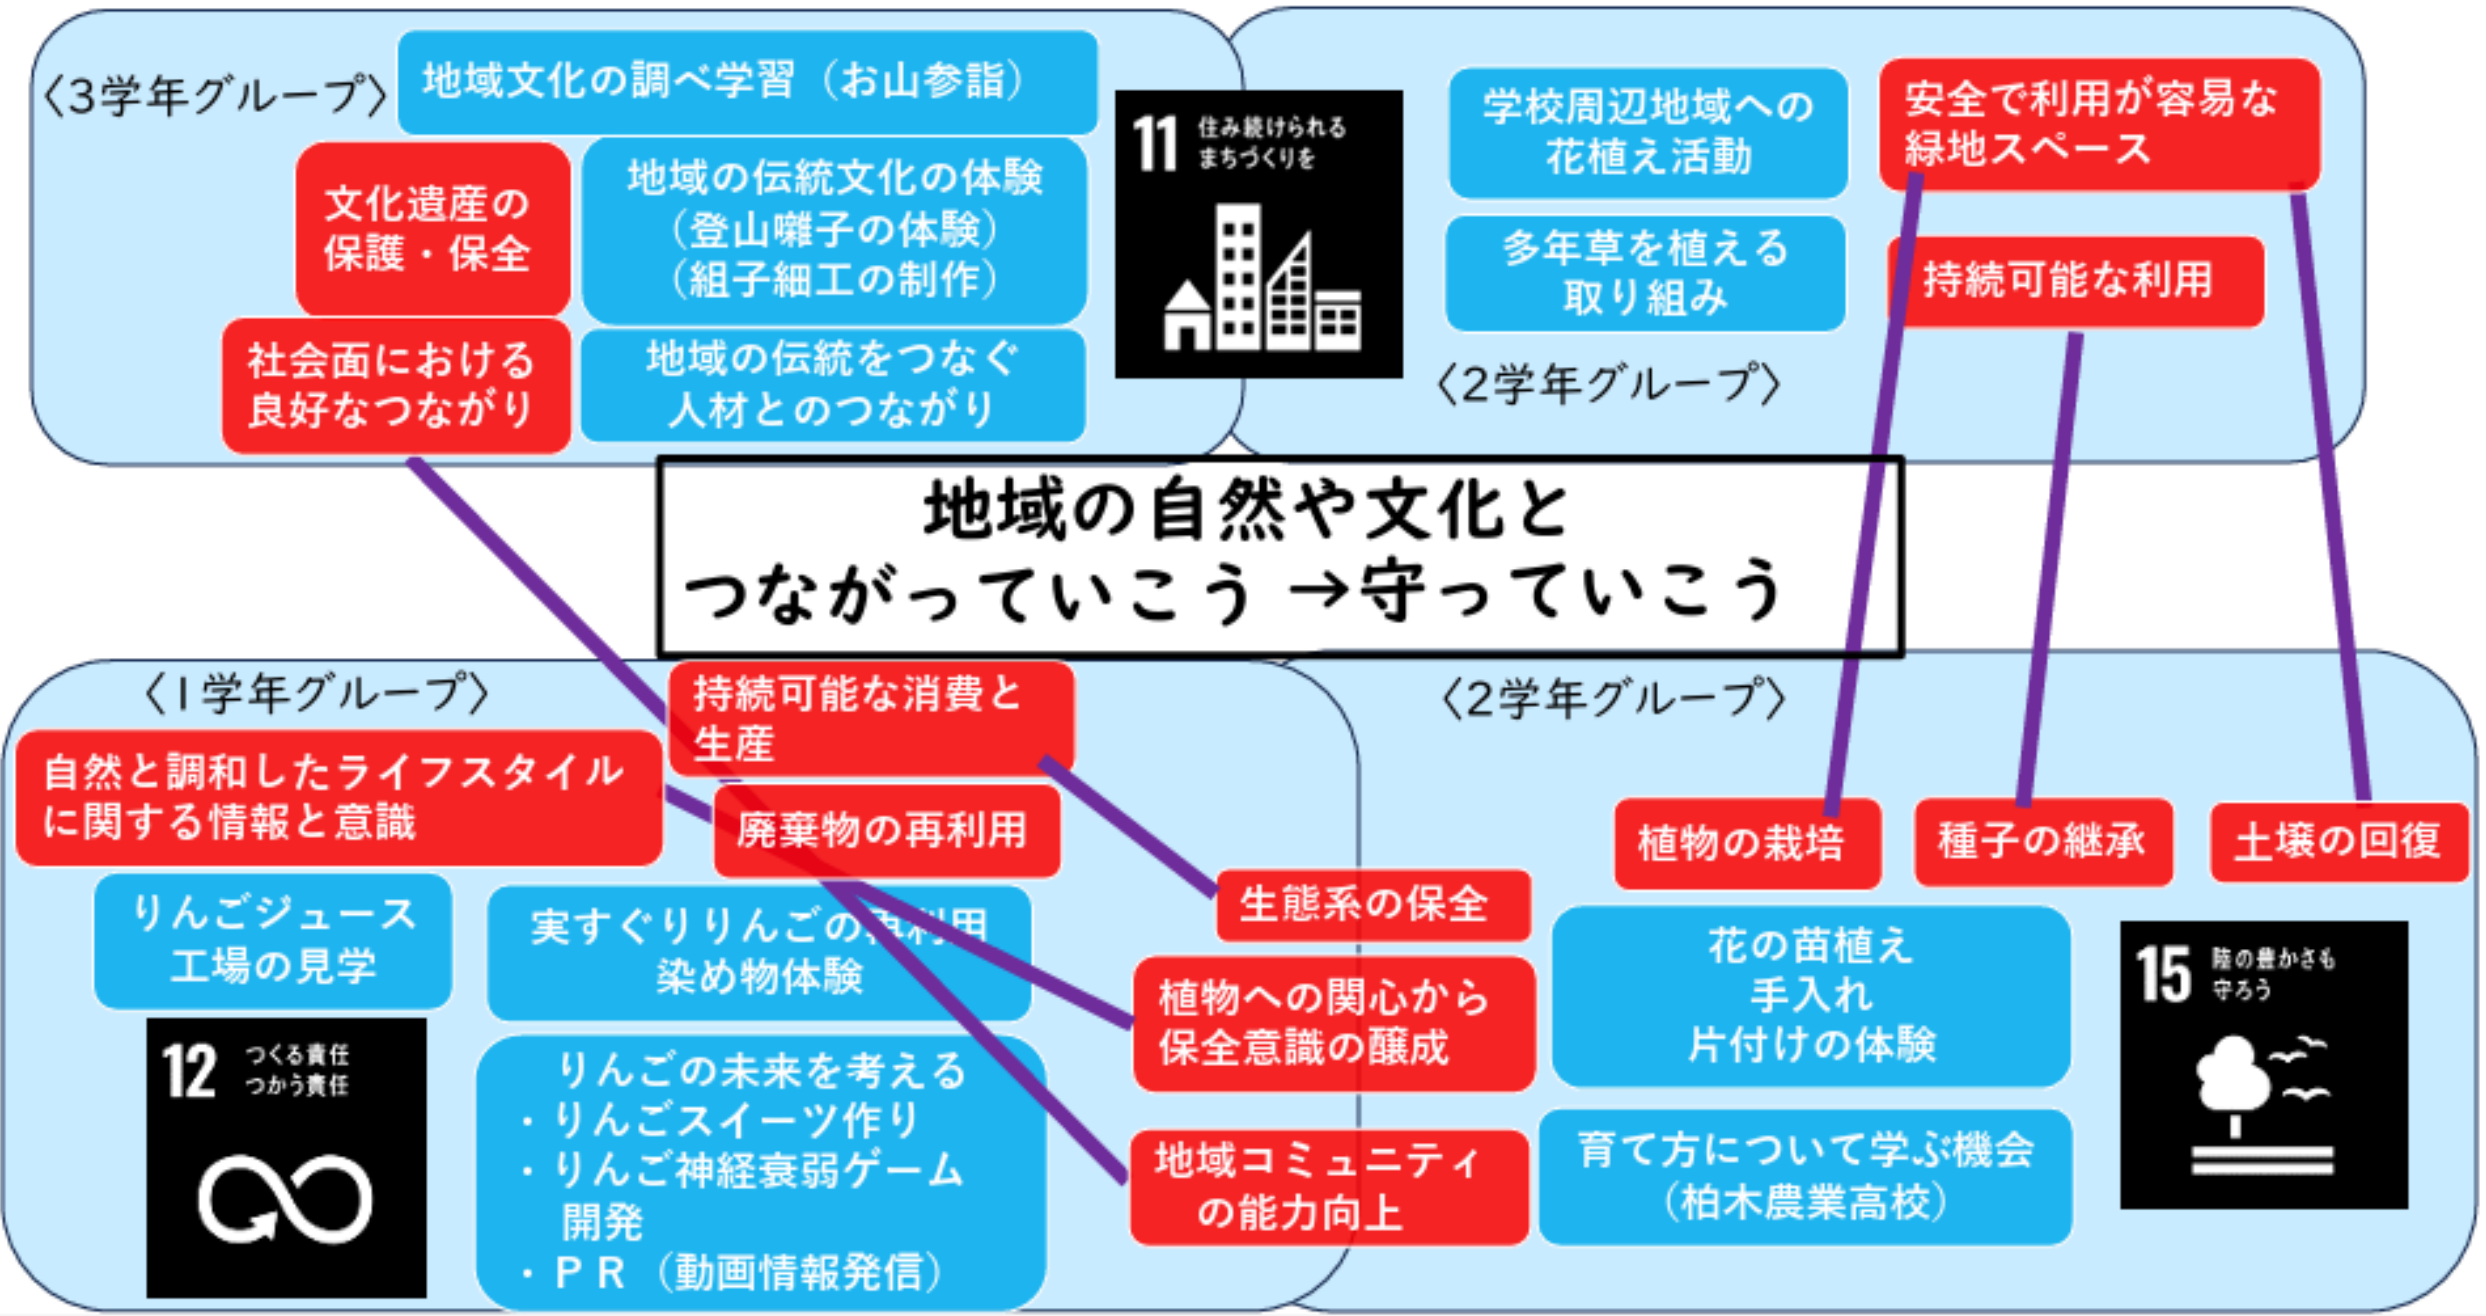 〈3学年グループ〉
地域文化の調べ学習（お山参詣）
文化遺産の
保護・保全
地域の伝統文化の体験
（登山囃子の体験）
（組子細工の制作）
社会面における
良好なつながり
地域の伝統をつなぐ
人材とのつながり
11 住み続けられる
まちづくりを
学校周辺地域への
花植え活動
安全で利用が容易な
緑地スペース
多年草を植える
取り組み
持続可能な利用
〈2学年グループ〉
地域の自然や文化と
つながっていこう →守っていこう
〈1学年グループ〉
持続可能な消費と
生産
自然と調和したライフスタイル
に関する情報と意識
廃棄物の再利用
りんごジュース
工場の見学
実すぐりりんごの再利用
染め物体験
12 つくる責任
つかう責任
りんごの未来を考える
・りんごスイーツ作り
・りんご神経衰弱ゲーム
開発
・ＰＲ（動画情報発信）
生態系の保全
植物への関心から
保全意識の醸成
地域コミュニティ
の能力向上
〈2学年グループ〉
植物の栽培
種子の継承
土壌の回復
花の苗植え
手入れ
片付けの体験
育て方について学ぶ機会
（柏木農業高校）
15 陸の豊かさも
守ろう